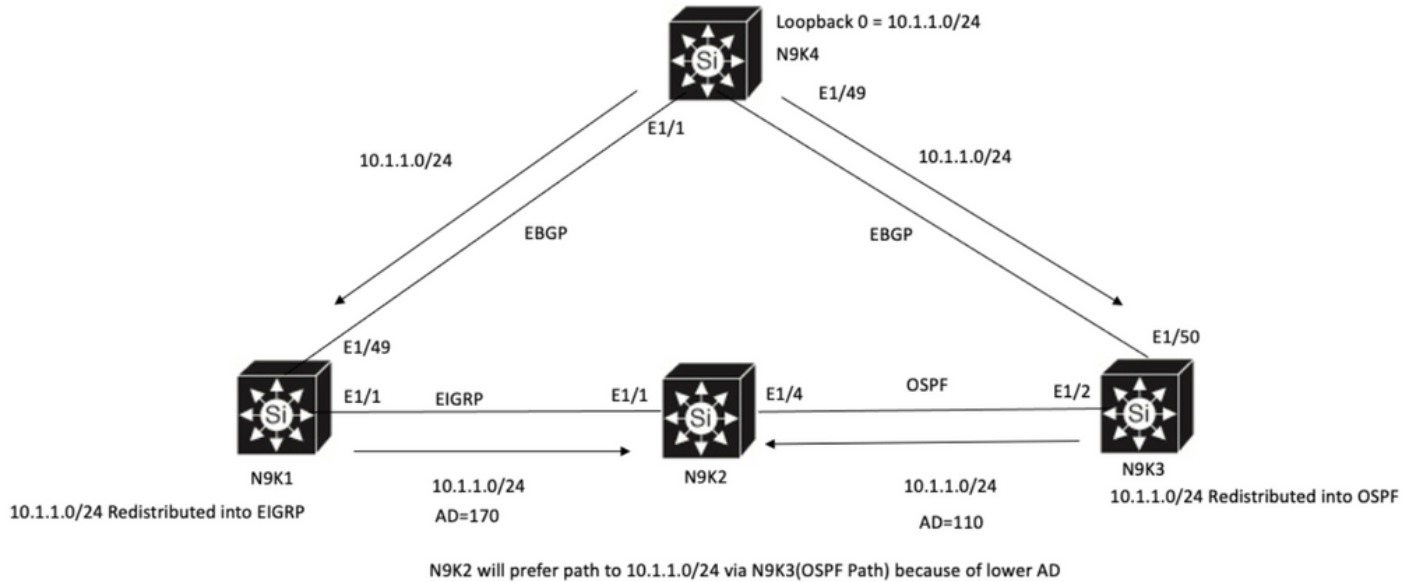 Loopback 0 = 10.1.1.0/24
Si
N9K4
E1/49
E1/1
10.1.1.0/24
10.1.1.0/24
EBGP
EBGP
E1/50
E1/49
E1/1
EIGRP
E1/1
E1/4
OSPF
E1/2
Si
Si
Si
N9K1
N9K2
N9K3
10.1.1.0/24 Redistributed into EIGRP
10.1.1.0/24
AD=170
10.1.1.0/24
AD=110
10.1.1.0/24 Redistributed into OSPF
N9K2 will prefer path to 10.1.1.0/24 via N9K3(OSPF Path) because of lower AD